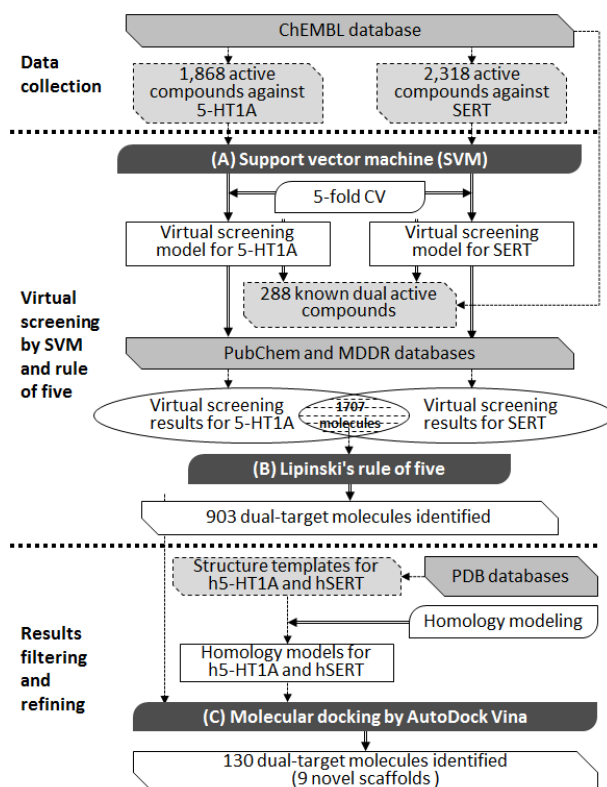 ChEMBL database
Data
collection
1,868 active
compounds against
5-HT1A
2,318 active
compounds against
SERT
(A) Support vector machine (SVM)
5-fold CV
Virtual screening
model for 5-HT1A
Virtual screening
model for SERT
Virtual
screening
by SVM
and rule
of five
288 known dual active
compounds
PubChem and MDDR databases
Virtual screening
results for 5-HT1A
1707
molecules
Virtual screening
results for SERT
(B) Lipinski's rule of five
903 dual-target molecules identified
Structure templates for
h5-HT1A and hSERT
PDB databases
Homology modeling
Results
filtering
and
refining
Homology models for
h5-HT1A and hSERT
(C) Molecular docking by AutoDock Vina
130 dual-target molecules identified
(9 novel scaffolds )